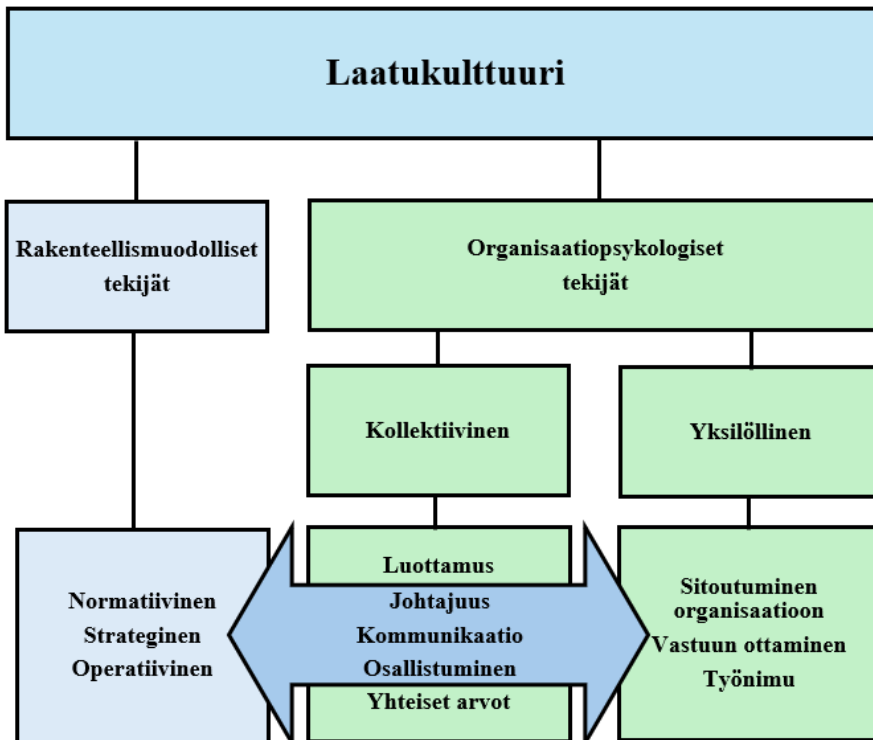 Laatukulttuuri
Rakenteellismuodolliset
tekijät
Organisaatiopsykologiset
tekijät
Kollektiivinen
Yksilöllinen
Normatiivinen
Strateginen
Operatiivinen
Luottamus
Johtajuus
Kommunikaatio
Osallistuminen
Yhteiset arvot
Sitoutuminen
organisaatioon
Vastuun ottaminen
Työnimu